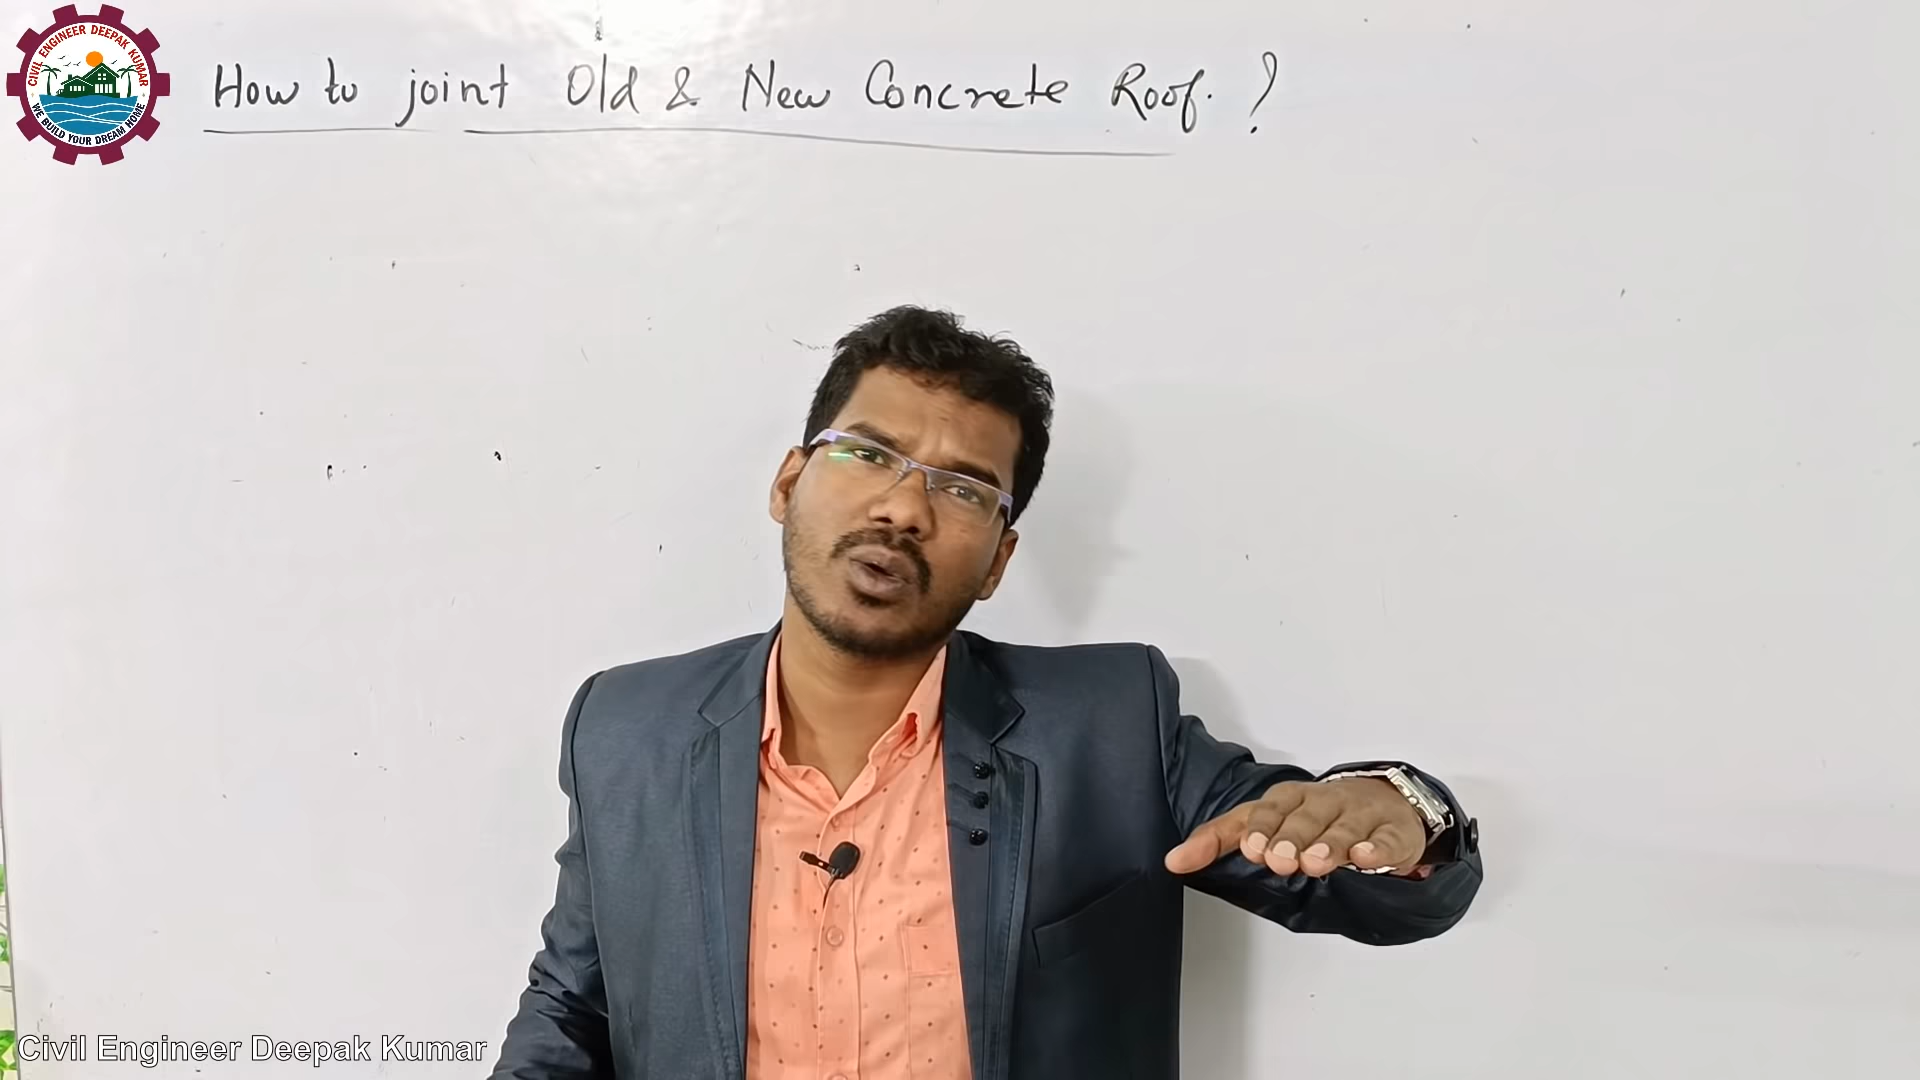 CIVIL ENGINEER DEEPAK KUMAR
WE BUILD YOUR DREAM HOME
How to joint Old & New Concrete Roof. ?
Civil Engineer Deepak Kumar